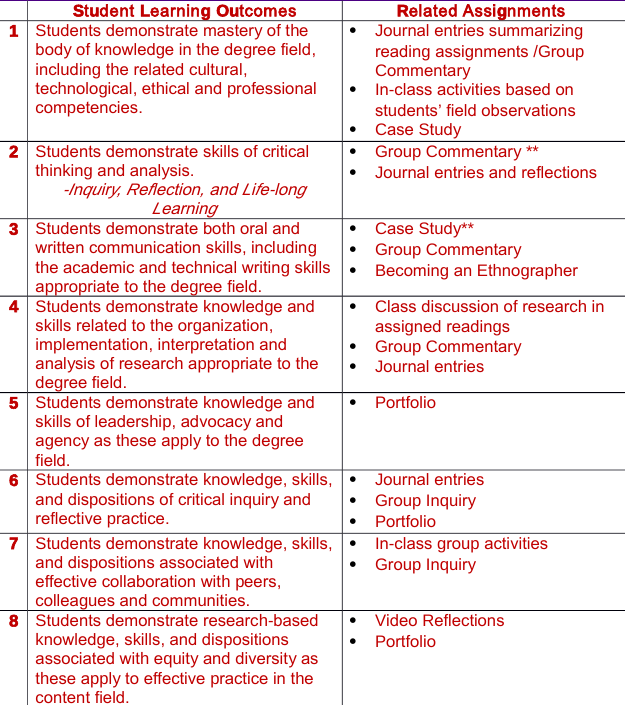 Student Learning Outcomes
Related Assignments
1
Students demonstrate mastery of the
body of knowledge in the degree field,
including the related cultural,
technological, ethical and professional
competencies.
• Journal entries summarizing
reading assignments /Group
Commentary
• In-class activities based on
students’ field observations
• Case Study
2
Students demonstrate skills of critical
thinking and analysis.
-Inquiry, Reflection, and Life-long
Learning
• Group Commentary **
• Journal entries and reflections
3
Students demonstrate both oral and
written communication skills, including
the academic and technical writing skills
appropriate to the degree field.
• Case Study**
• Group Commentary
• Becoming an Ethnographer
4
Students demonstrate knowledge and
skills related to the organization,
implementation, interpretation and
analysis of research appropriate to the
degree field.
• Class discussion of research in
assigned readings
• Group Commentary
• Journal entries
5
Students demonstrate knowledge and
skills of leadership, advocacy and
agency as these apply to the degree
field.
• Portfolio
6
Students demonstrate knowledge, skills,
and dispositions of critical inquiry and
reflective practice.
• Journal entries
• Group Inquiry
• Portfolio
7
Students demonstrate knowledge, skills,
and dispositions associated with
effective collaboration with peers,
colleagues and communities.
• In-class group activities
• Group Inquiry
8
Students demonstrate research-based
knowledge, skills, and dispositions
associated with equity and diversity as
these apply to effective practice in the
content field.
• Video Reflections
• Portfolio